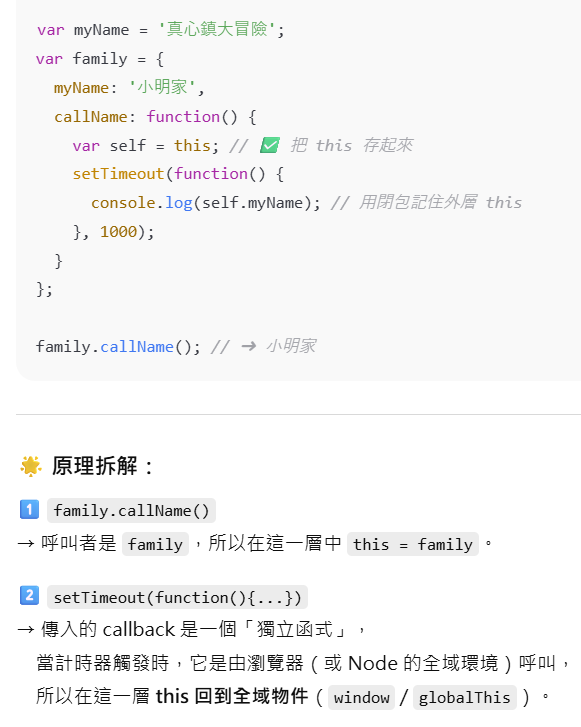 var myName = '真心鎮大冒險';
var family = {
  myName: '小明家',
  callName: function() {
    var self = this; // ✅ 把 this 存起來
    setTimeout(function() {
      console.log(self.myName); // 用閉包記住外層 this
    }, 1000);
  }
};
family.callName(); // → 小明家
🌟 原理拆解：
1️⃣ family.callName()
→ 呼叫者是 family，所以在這一層中 this = family。
2️⃣ setTimeout(function(){...})
→ 傳入的 callback 是一個「獨立函式」，
當計時器觸發時，它是由瀏覽器（或 Node 的全域環境）呼叫，
所以在這一層 this 回到全域物件（window / globalThis）。